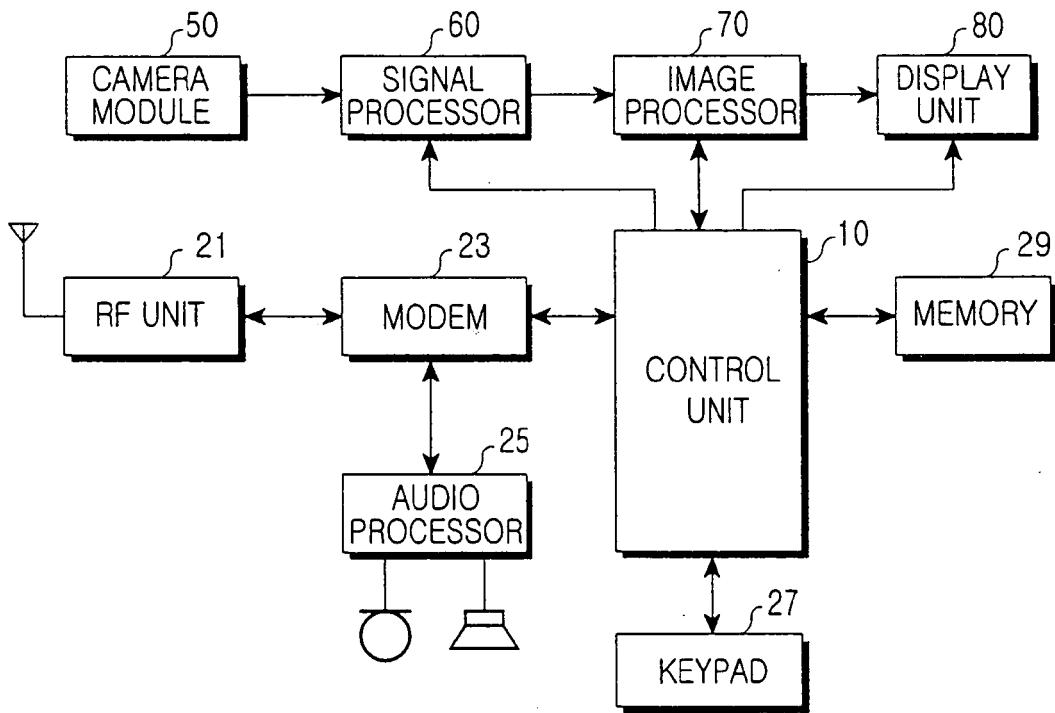 50
60
70
80
CAMERA
MODULE
SIGNAL
PROCESSOR
IMAGE
PROCESSOR
DISPLAY
UNIT
21
23
10
29
RF UNIT
MODEM
CONTROL
UNIT
MEMORY
25
AUDIO
PROCESSOR
27
KEYPAD